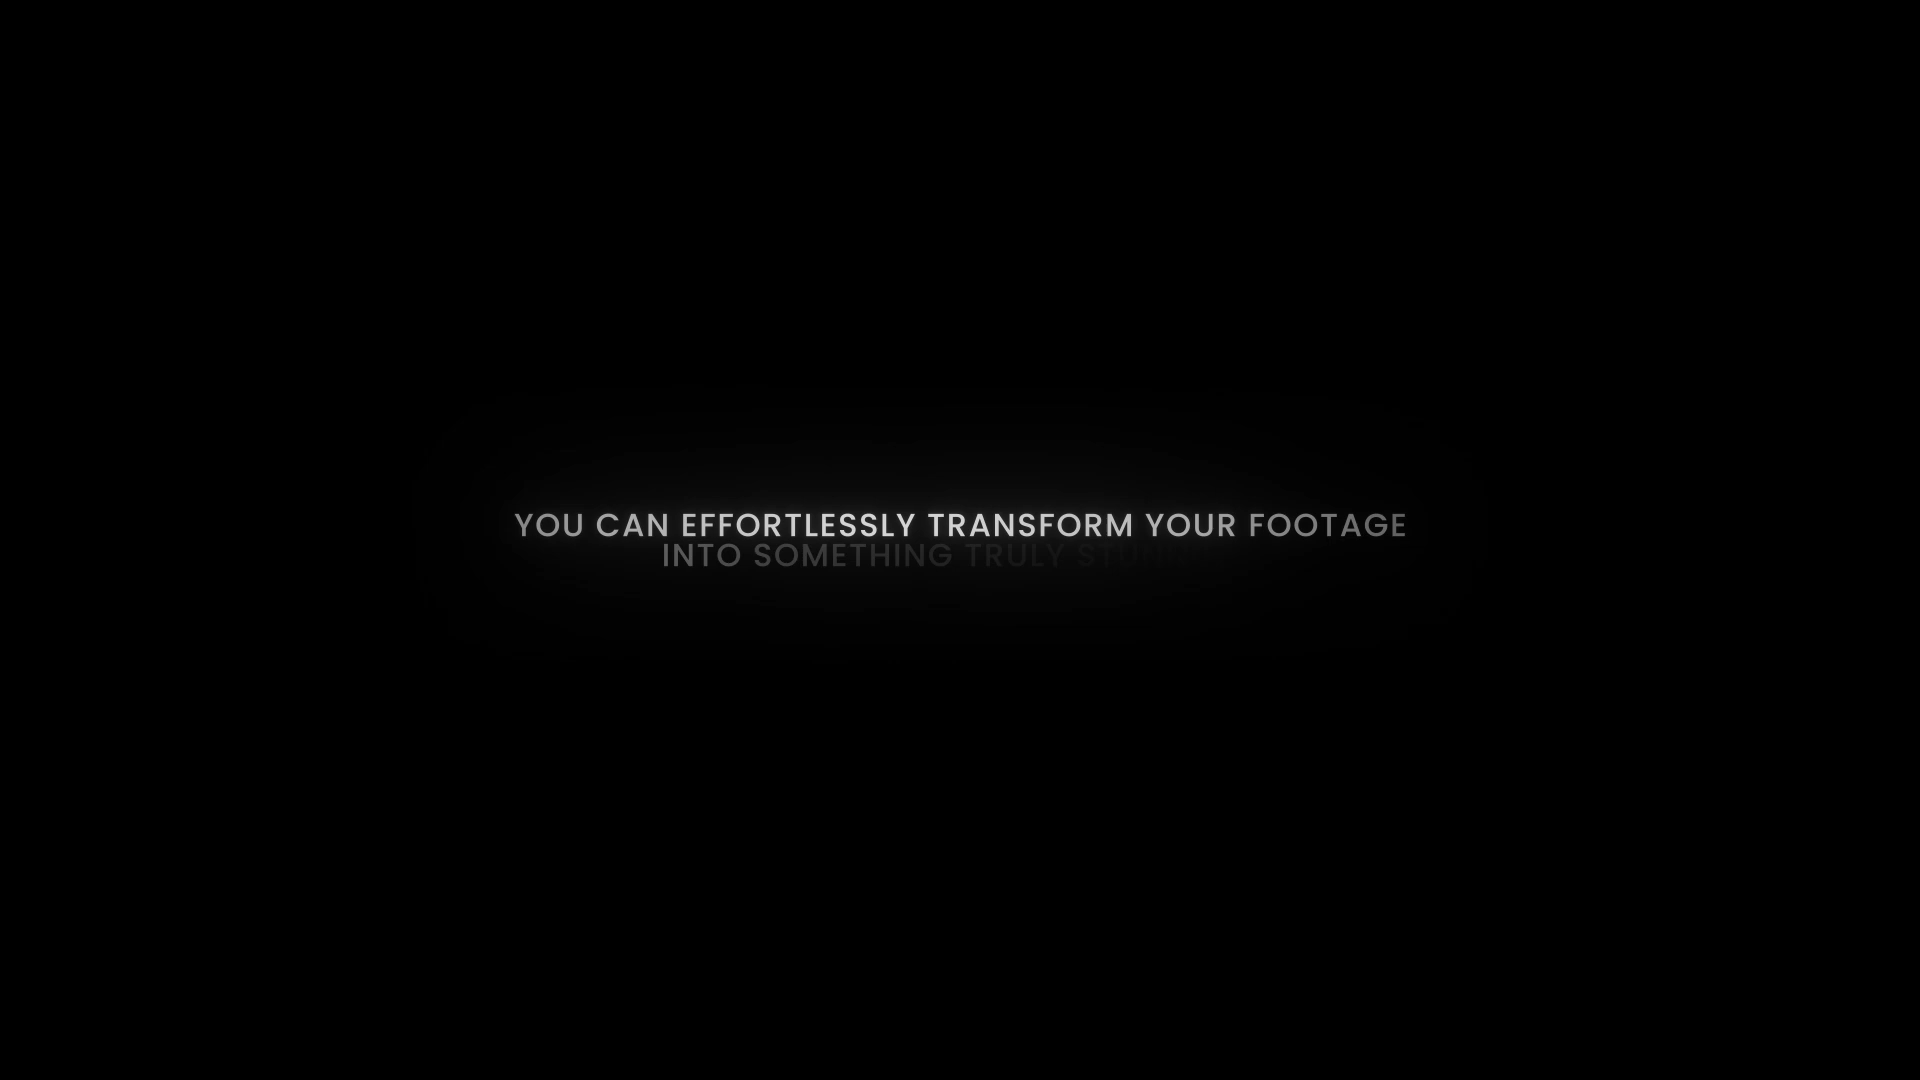 YOU CAN EFFORTLESSLY TRANSFORM YOUR FOOTAGE
INTO SOMETHING TRULY